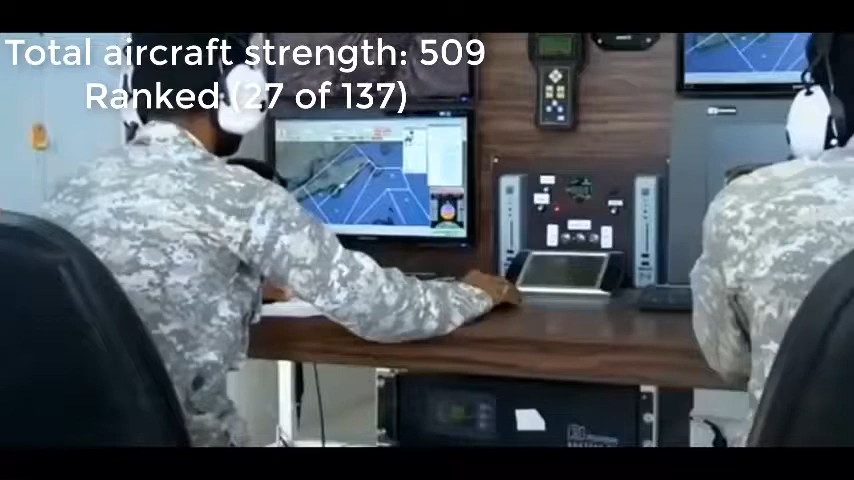 Total aircraft strength: 509
Ranked (27 of 137)